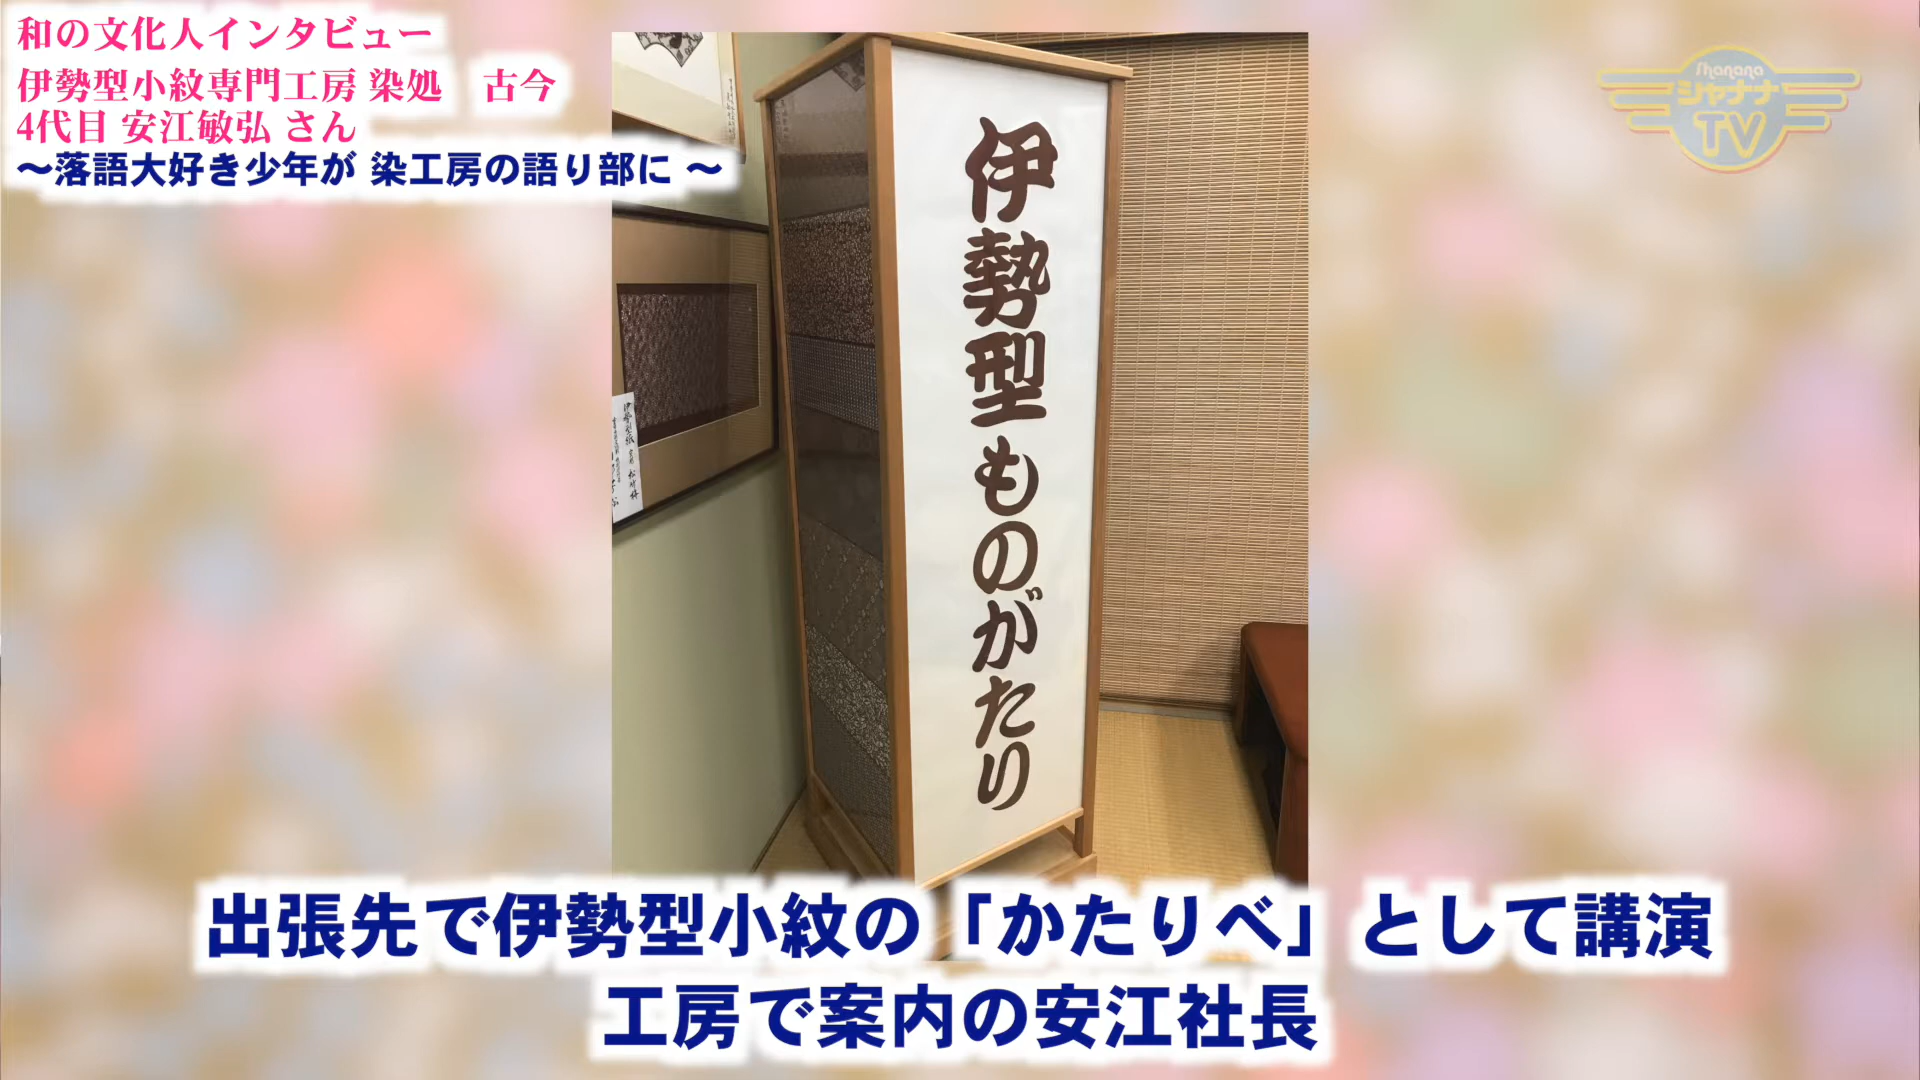 和の文化人インタビュー
伊勢型小紋専門工房 染処　古今
4代目 安江敏弘 さん
～落語大好き少年が 染工房の語り部に ～
Shanana
シャナナ
TV
伊勢型ものがたり
伊勢型紙
出張先で伊勢型小紋の「かたりべ」として講演
工房で案内の安江社長